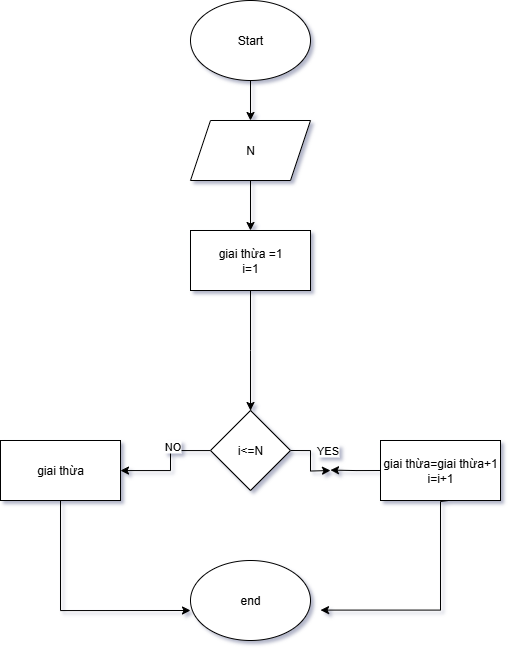 Start
N
giai thừa =1
i=1
i<=N
NO
YES
giai thừa
giai thừa=giai thừa+1
i=i+1
end